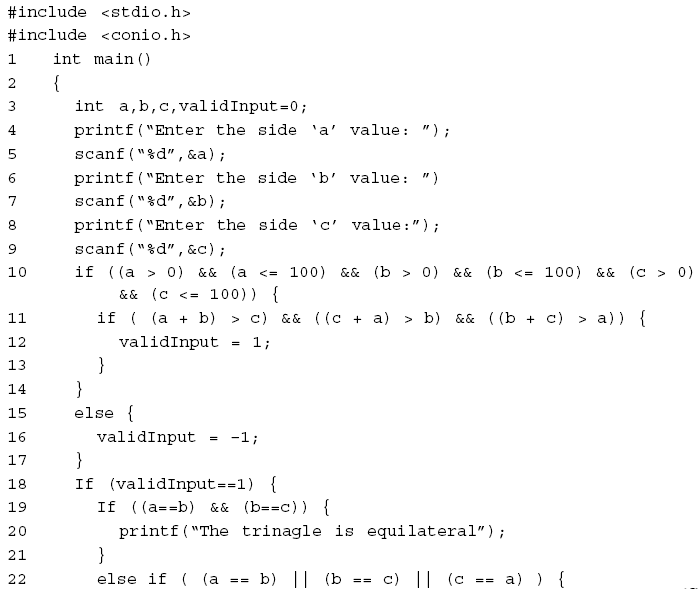 #include <stdio.h>
#include <conio.h>
1 int main()
2 {
3 int a,b,c,validInput=0;
4 printf(“Enter the side ‘a’ value: ”);
5 scanf(“%d”,&a);
6 printf(“Enter the side ‘b’ value: ”)
7 scanf(“%d”,&b);
8 printf(“Enter the side ‘c’ value:”);
9 scanf(“%d”,&c);
10 if ((a > 0) && (a <= 100) && (b > 0) && (b <= 100) && (c > 0)
&& (c <= 100)) {
11 if ( (a + b) > c) && ((c + a) > b) && ((b + c) > a)) {
12 validInput = 1;
13 }
14 }
15 else {
16 validInput = -1;
17 }
18 If (validInput==1) {
19 If ((a==b) && (b==c)) {
20 printf(“The trinagle is equilateral”);
21 }
22 else if ( (a == b) || (b == c) || (c == a) ) {